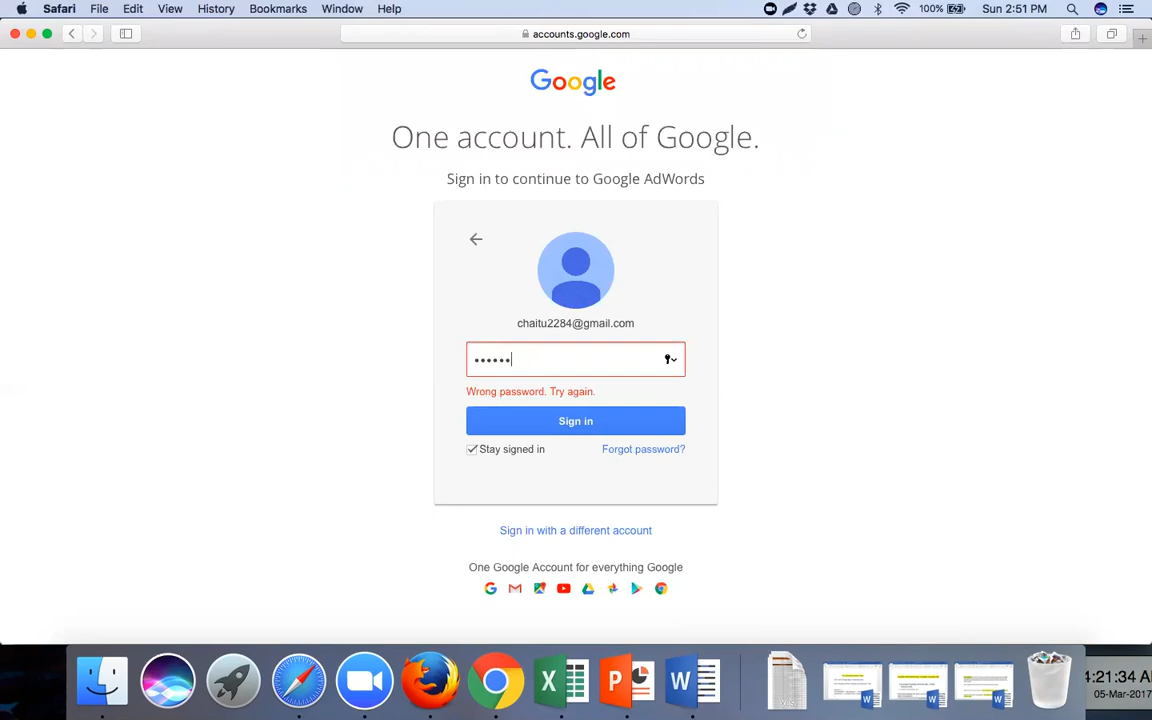 Safari File Edit View History Bookmarks Window Help 100% Sun 2:51 PM
accounts.google.com
Google
One account. All of Google.
Sign in to continue to Google AdWords
chaitu2284@gmail.com
••••••
Wrong password. Try again.
Sign in
Stay signed in Forgot password?
Sign in with a different account
One Google Account for everything Google
4:21:34 A
05-Mar-2017